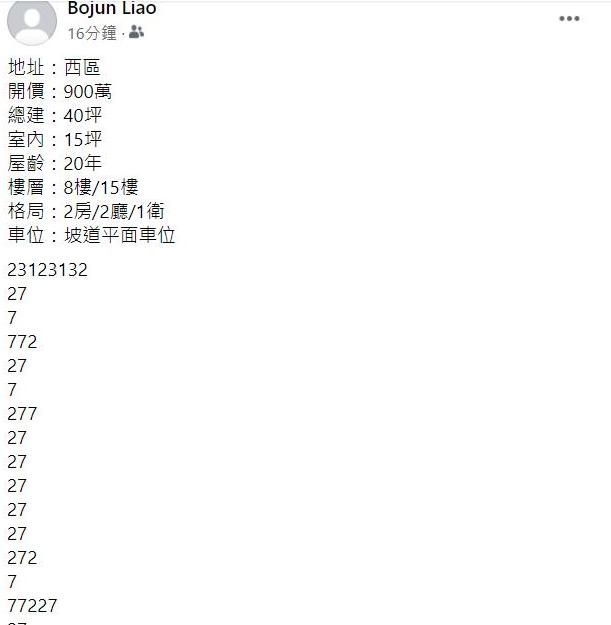 Bojun Liao
16分鐘 ·
地址：西區
開價：900萬
總建：40坪
室內：15坪
屋齡：20年
樓層：8樓/15樓
格局：2房/2廳/1衛
車位：坡道平面車位
23123132
27
7
772
27
7
277
27
27
27
27
27
272
7
77227